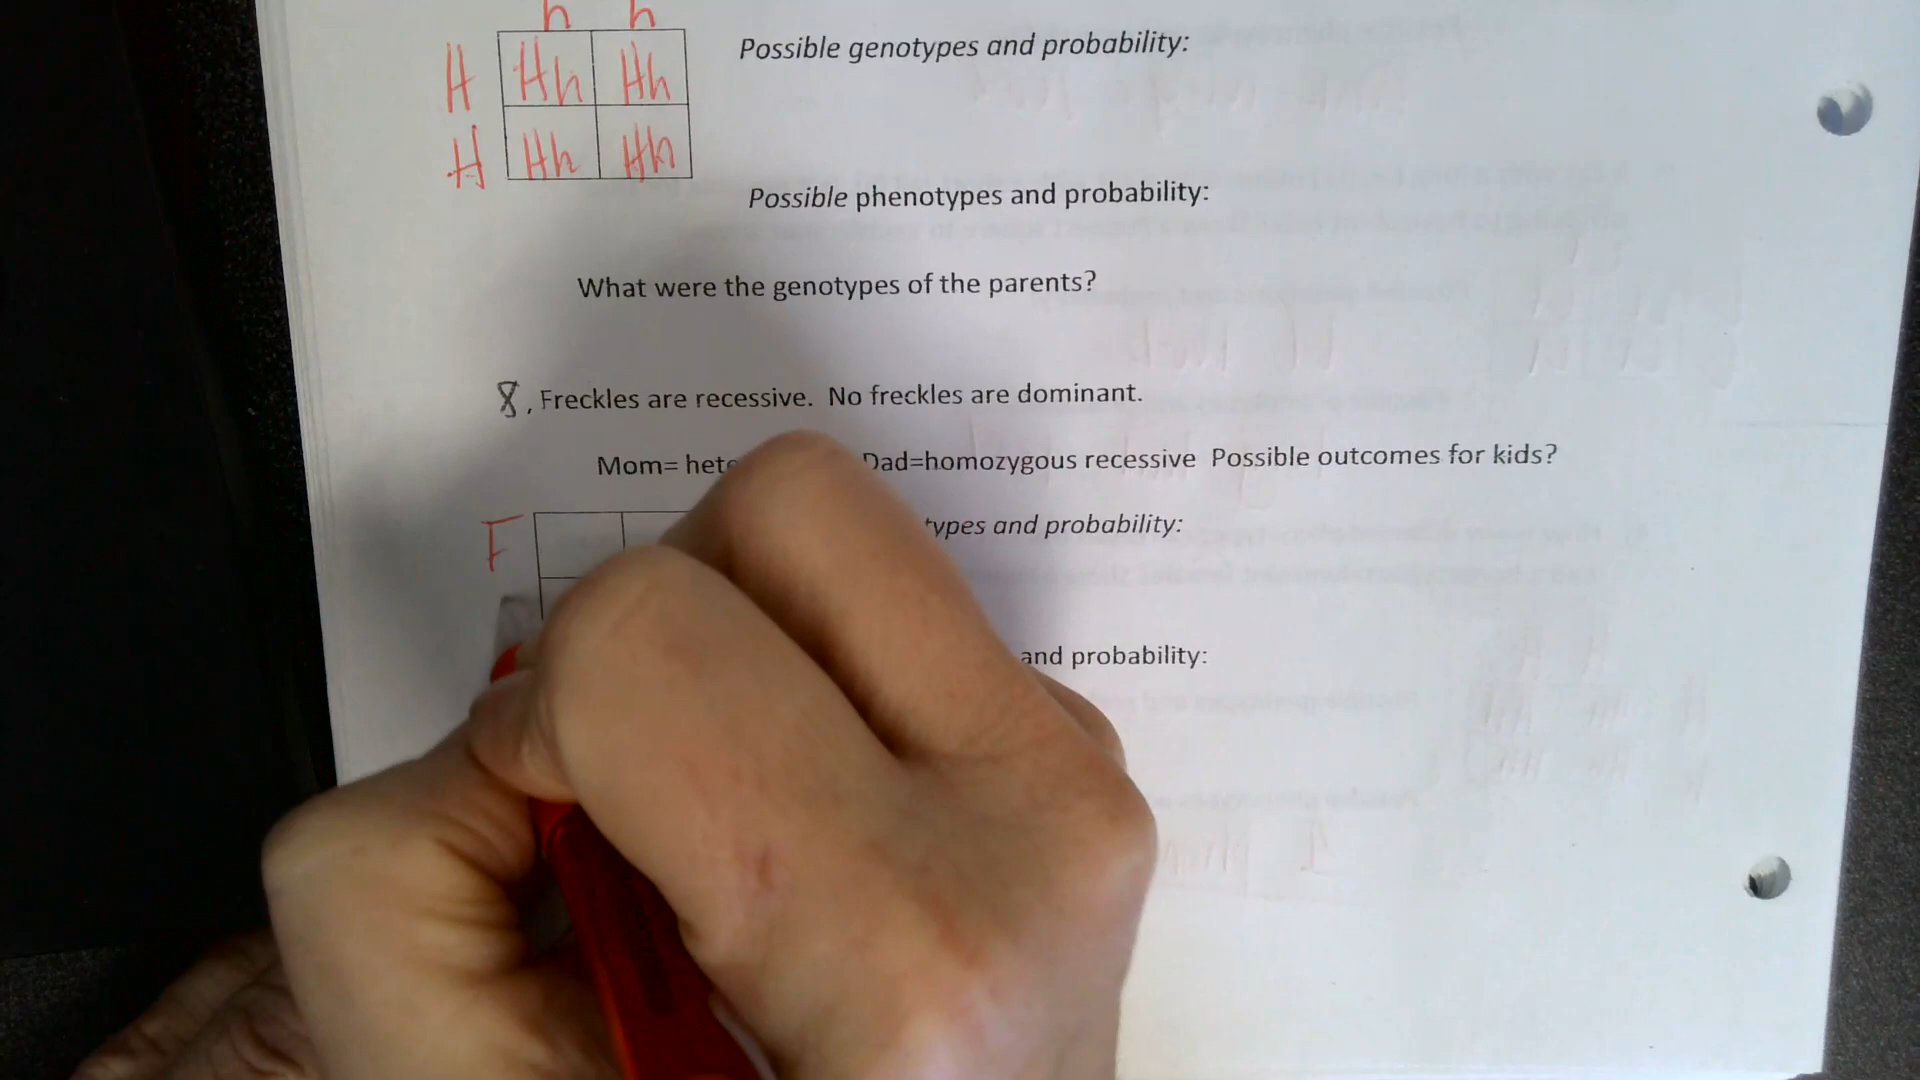 h h
H Hh Hh Possible genotypes and probability:
H Hh Hh
Possible phenotypes and probability:
What were the genotypes of the parents?
8, Freckles are recessive. No freckles are dominant.
Mom= Dad=homozygous recessive Possible outcomes for kids?
F and probability:
and probability: